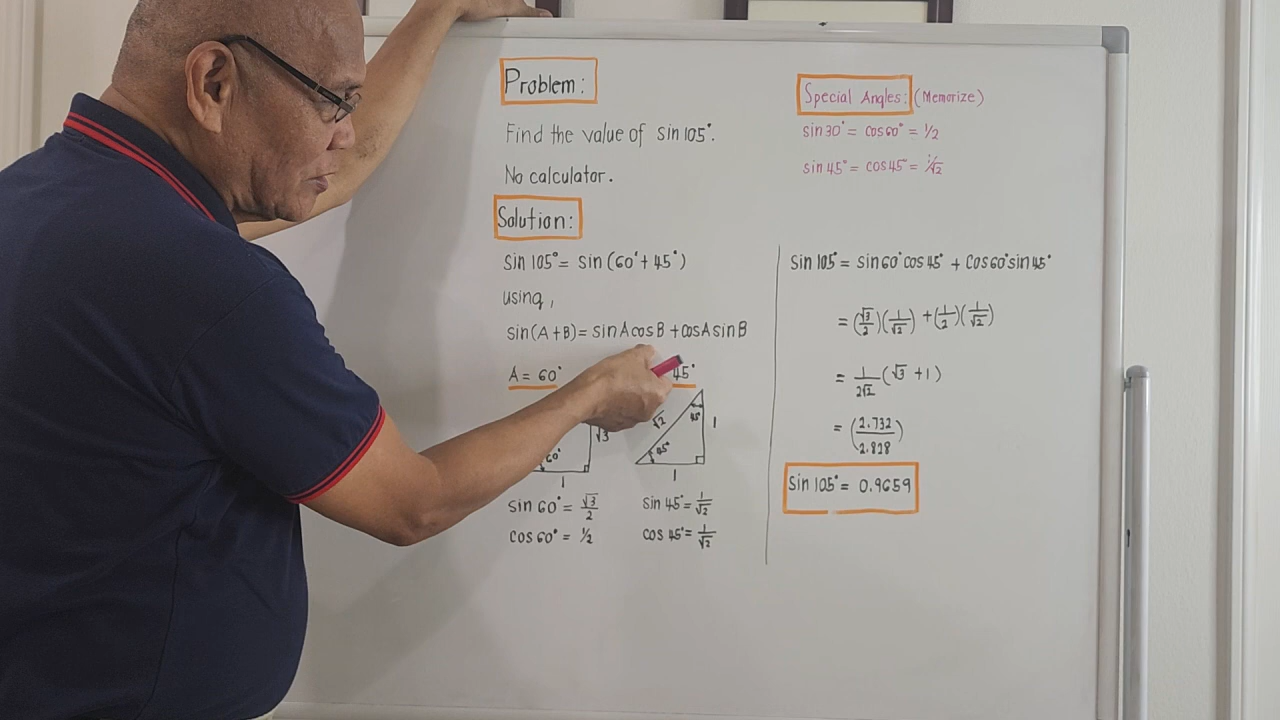 Problem:
Find the value of sin 105°.
No calculator.
Solution:
sin 105° = sin (60° + 45°)
using,
sin(A+B) = sin A cos B + cos A sin B
A = 60°
45°
√3
60°
1
√2
45°
45°
1
1
sin 60° = √3/2
cos 60° = 1/2
sin 45° = 1/√2
cos 45° = 1/√2
Special Angles: (Memorize)
sin 30° = cos 60° = 1/2
sin 45° = cos 45° = 1/√2
sin 105° = sin 60° cos 45° + cos 60° sin 45°
= (√3/2)(1/√2) + (1/2)(1/√2)
= 1/2√2 (√3 + 1)
= (2.732/2.828)
sin 105° = 0.9659